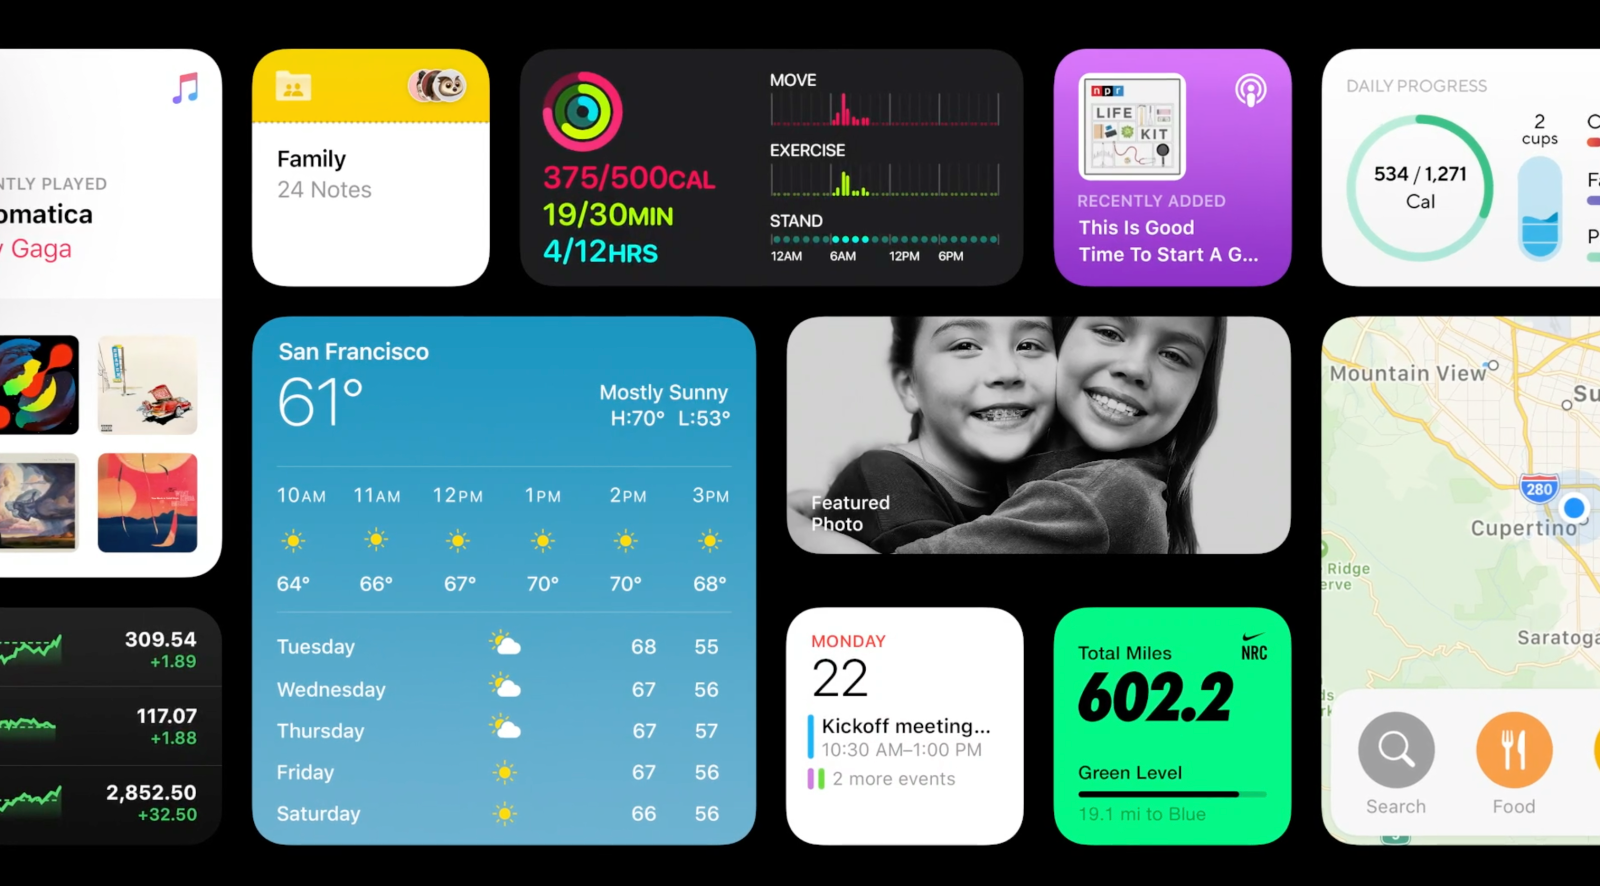 NTLY PLAYED
omatica
Gaga
309.54
+1.89
117.07
+1.88
2,852.50
+32.50
Family
24 Notes
375/500CAL
19/30MIN
4/12HRS
MOVE
EXERCISE
STAND
12AM 6AM 12PM 6PM
npr
LIFE
KIT
RECENTLY ADDED
This Is Good
Time To Start A G...
DAILY PROGRESS
534 / 1,271
Cal
2
cups
C
Fa
P
San Francisco
61°
Mostly Sunny
H:70° L:53°
10AM 11AM 12PM 1PM 2PM 3PM
64° 66° 67° 70° 70° 68°
Tuesday 68 55
Wednesday 67 56
Thursday 67 57
Friday 67 56
Saturday 66 56
Featured
Photo
MONDAY
22
Kickoff meeting...
10:30 AM–1:00 PM
2 more events
Total Miles
NRC
602.2
Green Level
19.1 mi to Blue
Mountain View
Su
280
Cupertino
Ridge
erve
Saratoga
Search
Food